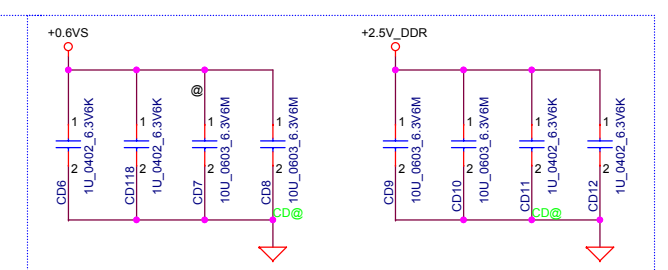 +0.6VS
+2.5V_DDR
@
1
2
CD6
1U_0402_6.3V6K
1
2
CD118
1U_0402_6.3V6K
1
2
CD7
10U_0603_6.3V6M
1
2
CD8
10U_0603_6.3V6M
CD@
1
2
CD9
10U_0603_6.3V6M
1
2
CD10
10U_0603_6.3V6M
1
2
CD11
1U_0402_6.3V6K
CD@
1
2
CD12
1U_0402_6.3V6K